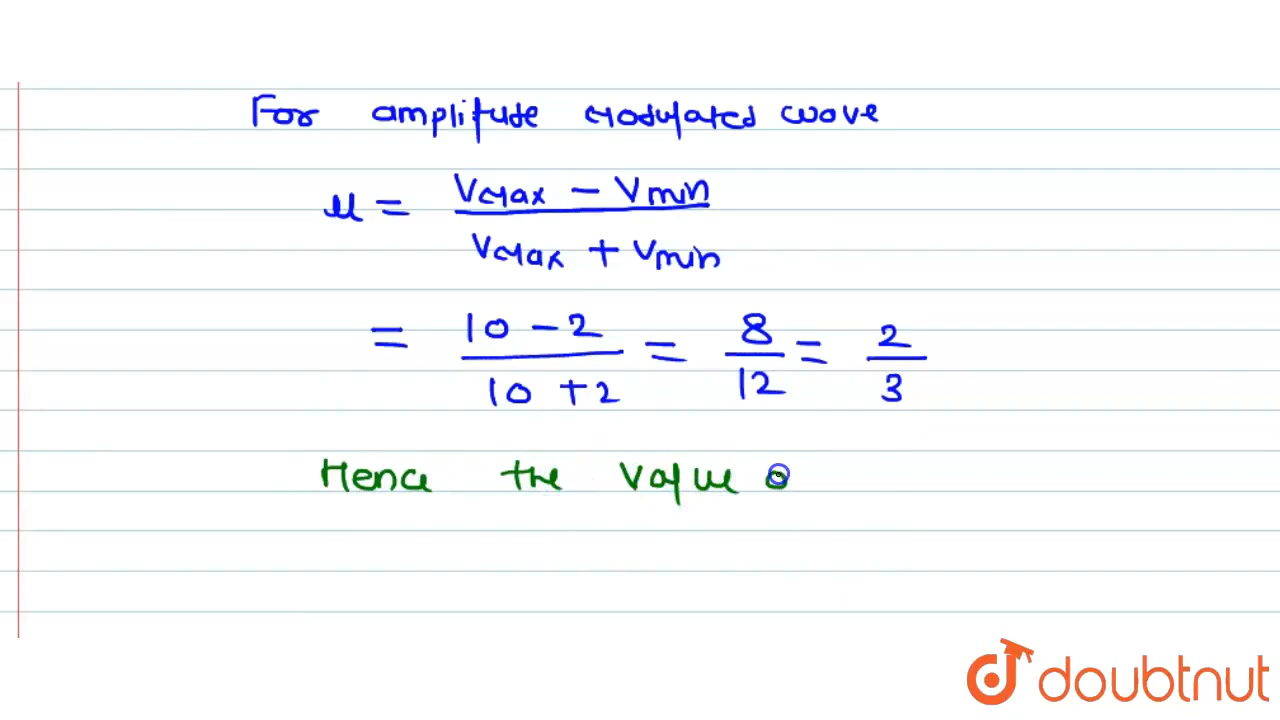 For amplitude modulated wave
μ = Vmax - Vmin / Vmax + Vmin
= 10 - 2 / 10 + 2 = 8 / 12 = 2 / 3
Hence the value o
doubtnut